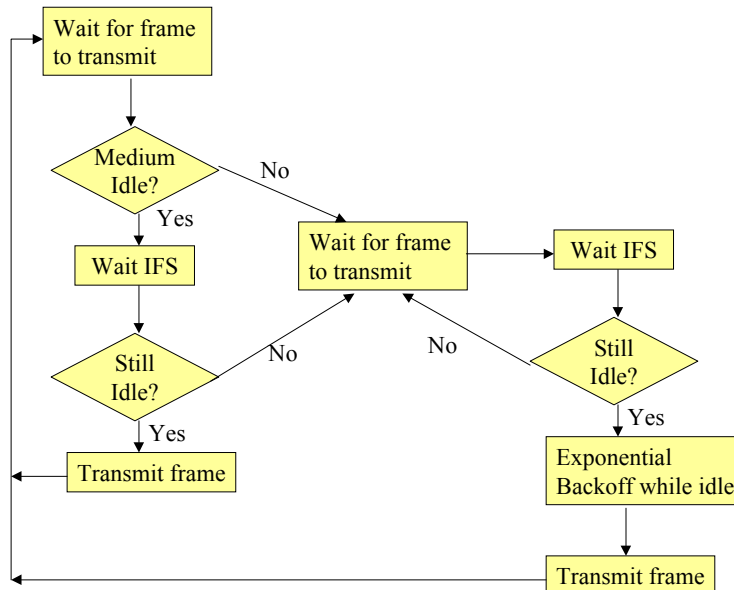 Wait for frame
to transmit
Medium
Idle?
No
Yes
Wait IFS
Wait for frame
to transmit
Wait IFS
Still
Idle?
No
No
Still
Idle?
Yes
Yes
Transmit frame
Exponential
Backoff while idle
Transmit frame